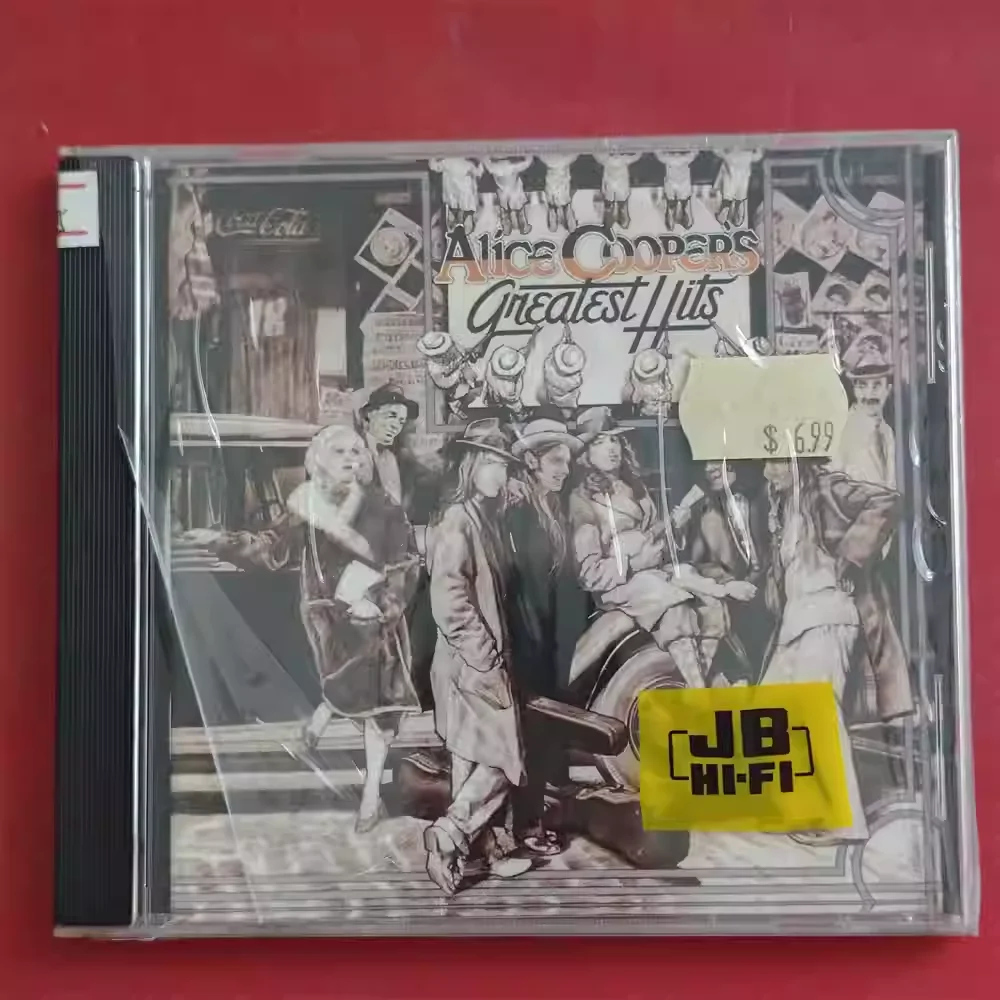 Coca-Cola
Alice Cooper's
Greatest Hits
$ 6.99
JB
HI-FI